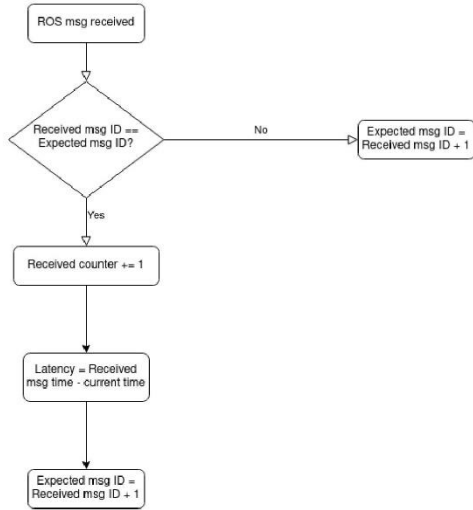 ROS msg received
Received msg ID ==
Expected msg ID?
No
Expected msg ID =
Received msg ID + 1
Yes
Received counter += 1
Latency = Received
msg time - current time
Expected msg ID =
Received msg ID + 1